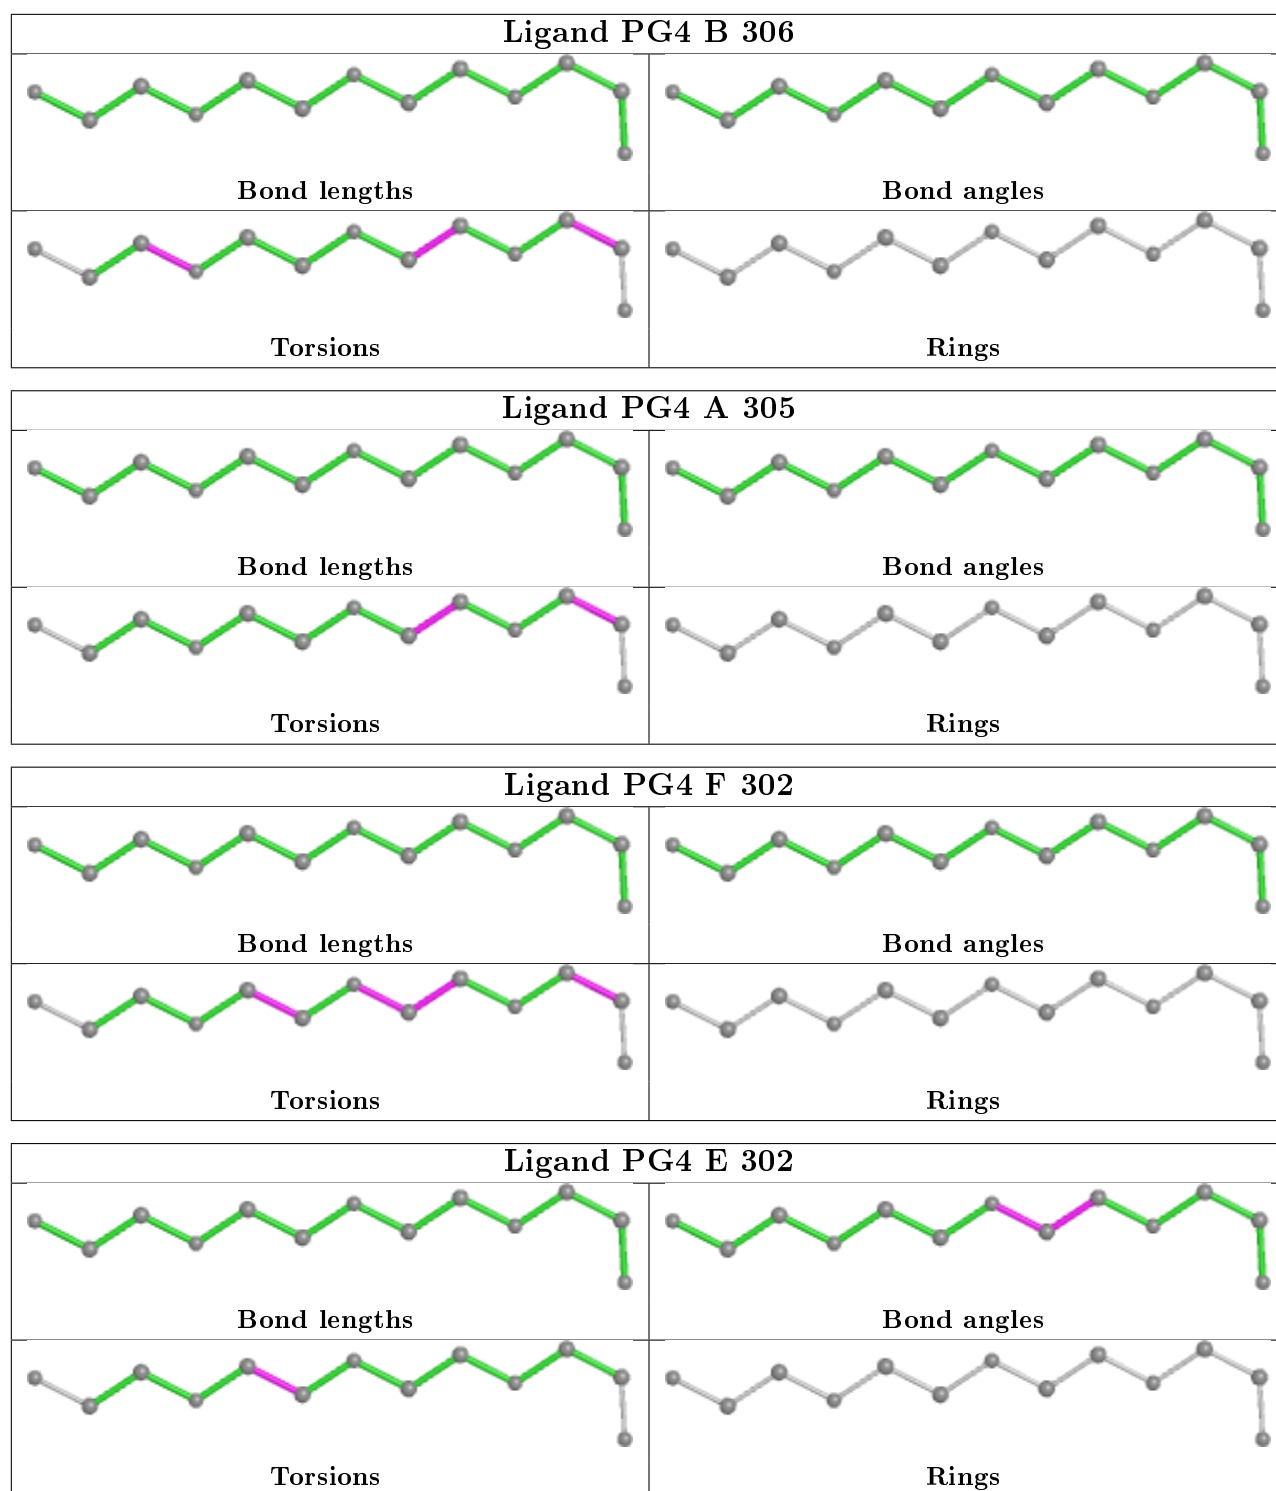 Ligand PG4 B 306
Bond lengths
Bond angles
Torsions
Rings
Ligand PG4 A 305
Bond lengths
Bond angles
Torsions
Rings
Ligand PG4 F 302
Bond lengths
Bond angles
Torsions
Rings
Ligand PG4 E 302
Bond lengths
Bond angles
Torsions
Rings